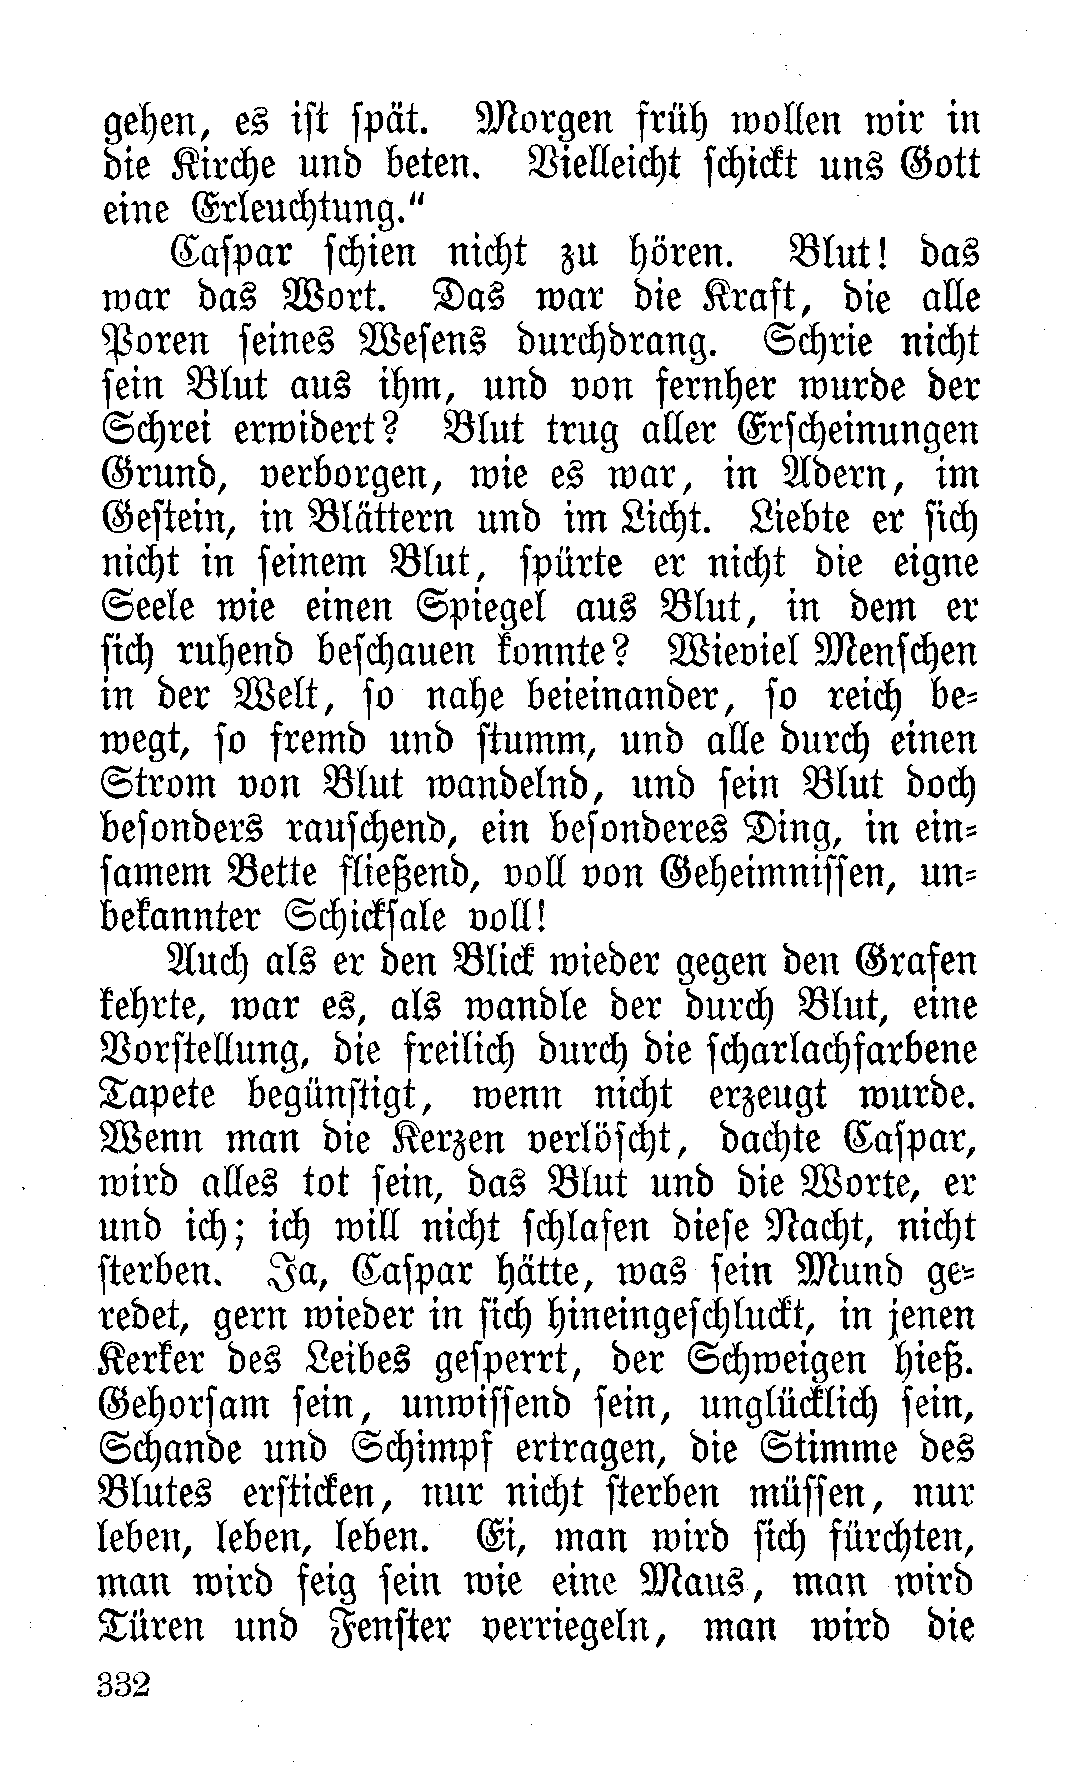 gehen, es ist spät. Morgen früh wollen wir in
die Kirche und beten. Vielleicht schickt uns Gott
eine Erleuchtung."
Caspar schien nicht zu hören. Blut! das
war das Wort. Das war die Kraft, die alle
Poren seines Wesens durchdrang. Schrie nicht
sein Blut aus ihm, und von fernher wurde der
Schrei erwidert? Blut trug aller Erscheinungen
Grund, verborgen, wie es war, in Adern, im
Gestein, in Blättern und im Licht. Liebte er sich
nicht in seinem Blut, spürte er nicht die eigne
Seele wie einen Spiegel aus Blut, in dem er
sich ruhend beschauen konnte? Wieviel Menschen
in der Welt, so nahe beieinander, so reich be-
wegt, so fremd und stumm, und alle durch einen
Strom von Blut wandelnd, und sein Blut doch
besonders rauschend, ein besonderes Ding, in ein-
samem Bette fließend, voll von Geheimnissen, un-
bekannter Schicksale voll!
Auch als er den Blick wieder gegen den Grafen
kehrte, war es, als wandle der durch Blut, eine
Vorstellung, die freilich durch die scharlachfarbene
Tapete begünstigt, wenn nicht erzeugt wurde.
Wenn man die Kerzen verlöscht, dachte Caspar,
wird alles tot sein, das Blut und die Worte, er
und ich; ich will nicht schlafen diese Nacht, nicht
sterben. Ja, Caspar hätte, was sein Mund ge-
redet, gern wieder in sich hineingeschluckt, in jenen
Kerker des Leibes gesperrt, der Schweigen hieß.
Gehorsam sein, unwissend sein, unglücklich sein,
Schande und Schimpf ertragen, die Stimme des
Blutes ersticken, nur nicht sterben müssen, nur
leben, leben, leben. Ei, man wird sich fürchten,
man wird feig sein wie eine Maus, man wird
Türen und Fenster verriegeln, man wird die
332